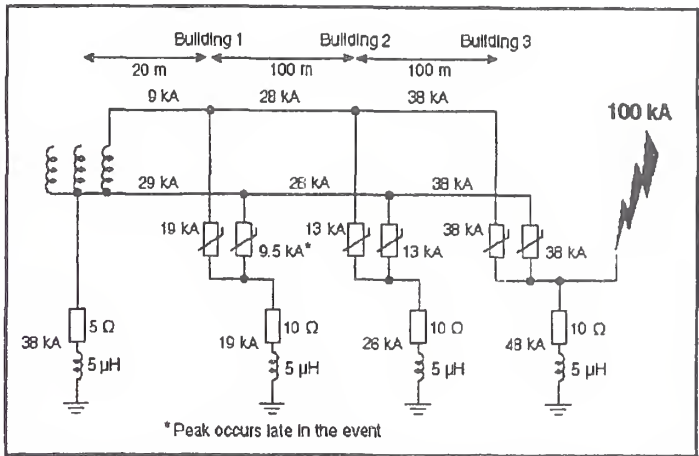 Building 1 Building 2 Building 3
20 m 100 m 100 m
9 kA 28 kA 38 kA
100 kA
29 kA 28 kA 38 kA
19 kA 9.5 kA* 13 kA 13 kA 38 kA 38 kA
5 Ω 10 Ω 10 Ω 10 Ω
38 kA 19 kA 26 kA 48 kA
5 µH 5 µH 5 µH 5 µH
* Peak occurs late in the event